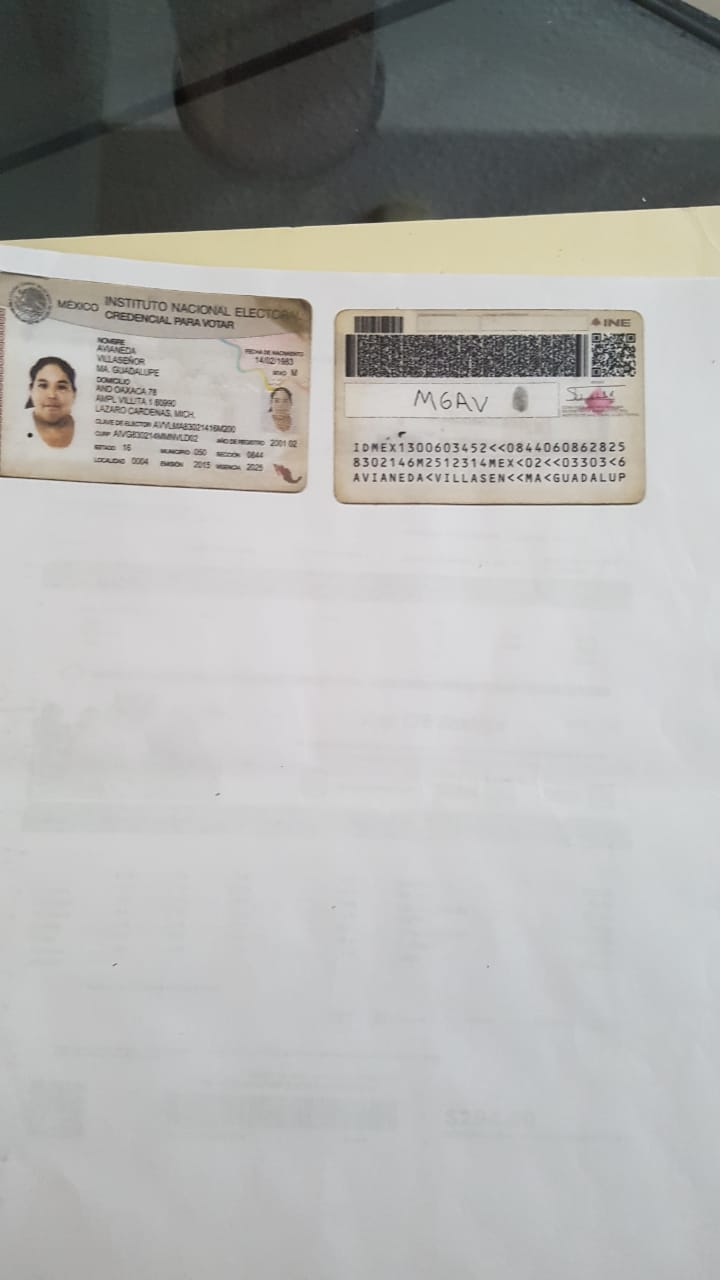 MÉXICO INSTITUTO NACIONAL ELECTORAL
CREDENCIAL PARA VOTAR
NOMBRE
AVIANEDA
VILLASEÑOR
MA. GUADALUPE
FECHA DE NACIMIENTO
14/02/1983
SEXO M
DOMICILIO
AND OAXACA 78
AMPL VILLITA 1 60990
LAZARO CARDENAS, MICH.
CLAVE DE ELECTOR AVVLMA83021416M200
CURP AIVG830214MMNVLD02 AÑO DE REGISTRO 2001 02
ESTADO 16 MUNICIPIO 050 SECCIÓN 0844
LOCALIDAD 0004 EMISIÓN 2015 VIGENCIA 2025
INE
MGAV
IDMEX1300603452<<0844060862825
8302146M2512314MEX<02<<03303<6
AVIANEDA<VILLASEN<<MA<GUADALUP